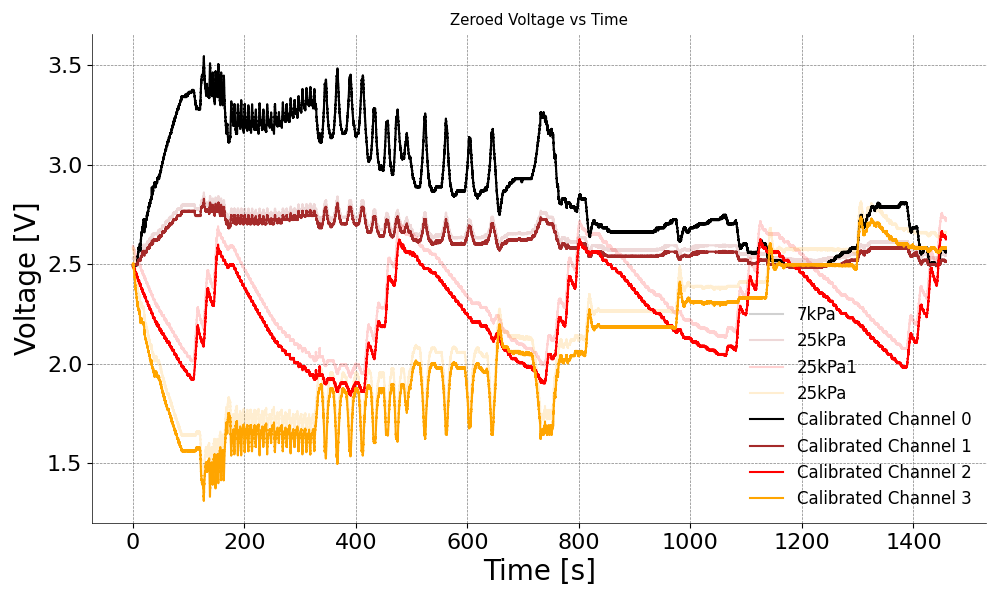 Zeroed Voltage vs Time
Voltage [V]
3.5
3.0
2.5
2.0
1.5
7kPa
25kPa
25kPa1
25kPa
Calibrated Channel 0
Calibrated Channel 1
Calibrated Channel 2
Calibrated Channel 3
0 200 400 600 800 1000 1200 1400
Time [s]